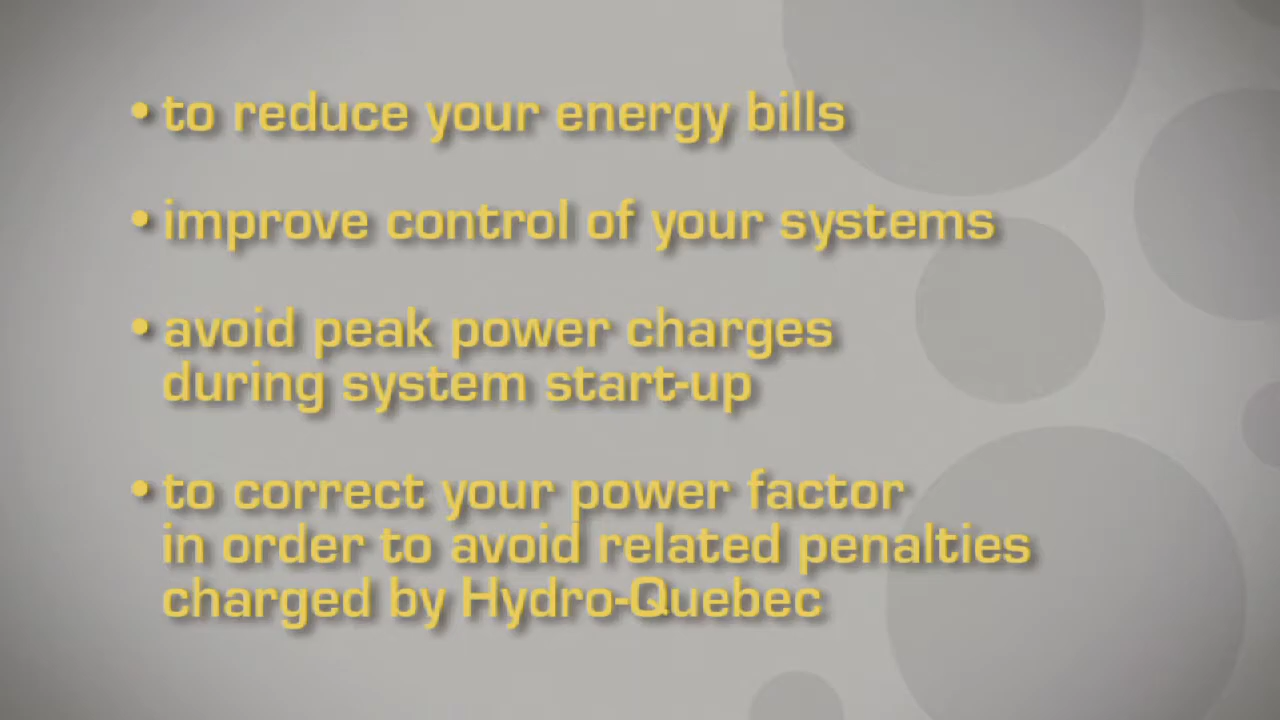 • to reduce your energy bills
• improve control of your systems
• avoid peak power charges
during system start-up
• to correct your power factor
in order to avoid related penalties
charged by Hydro-Quebec